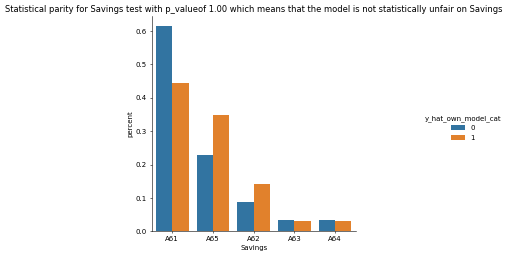 Statistical parity for Savings test with p_valueof 1.00 which means that the model is not statistically unfair on Savings
0.6
0.5
0.4
0.3
0.2
0.1
0.0
percent
A61 A65 A62 A63 A64
Savings
y_hat_own_model_cat
0
1